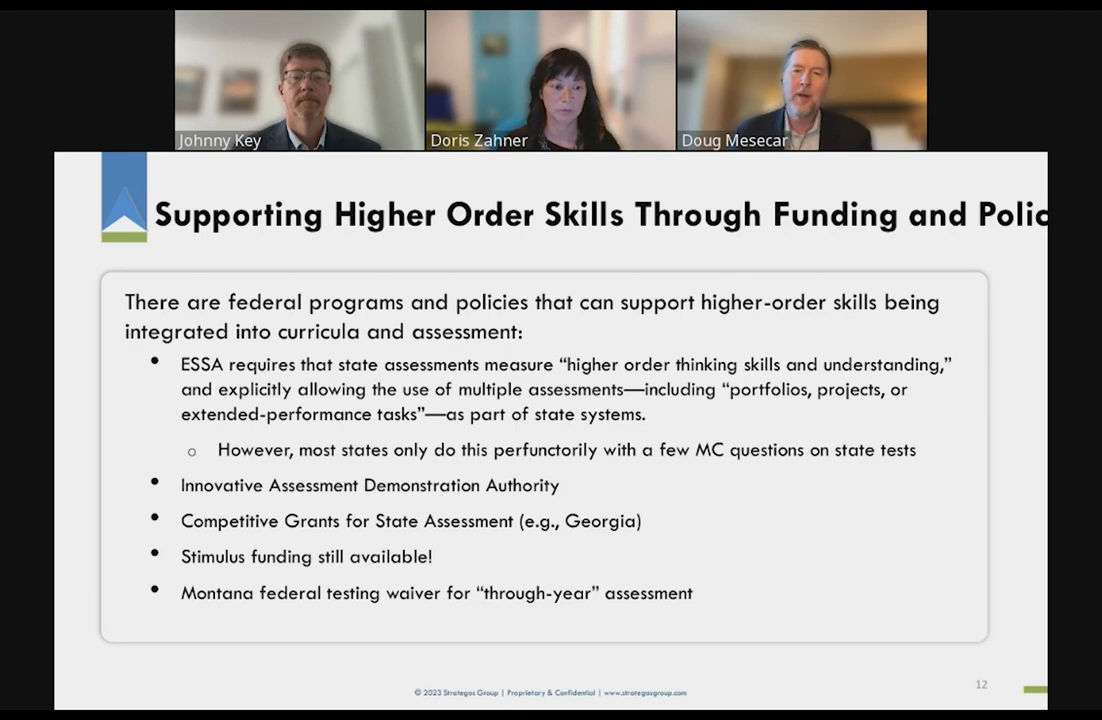 Johnny Key
Doris Zahner
Doug Mesecar
Supporting Higher Order Skills Through Funding and Polic
There are federal programs and policies that can support higher-order skills being
integrated into curricula and assessment:
• ESSA requires that state assessments measure “higher order thinking skills and understanding,”
and explicitly allowing the use of multiple assessments—including “portfolios, projects, or
extended-performance tasks”—as part of state systems.
o However, most states only do this perfunctorily with a few MC questions on state tests
• Innovative Assessment Demonstration Authority
• Competitive Grants for State Assessment (e.g., Georgia)
• Stimulus funding still available!
• Montana federal testing waiver for “through-year” assessment
© 2023 Strategos Group | Proprietary & Confidential | www.strategosgroup.com
12